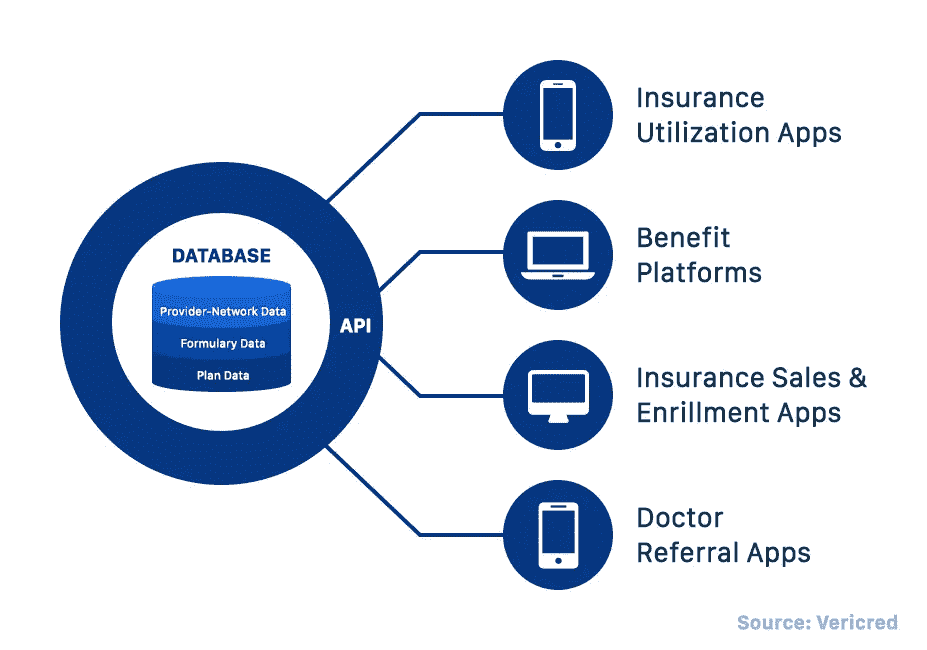 DATABASE
Provider-Network Data
Formulary Data
Plan Data
API
Insurance
Utilization Apps
Benefit
Platforms
Insurance Sales &
Enrillment Apps
Doctor
Referral Apps
Source: Vericred